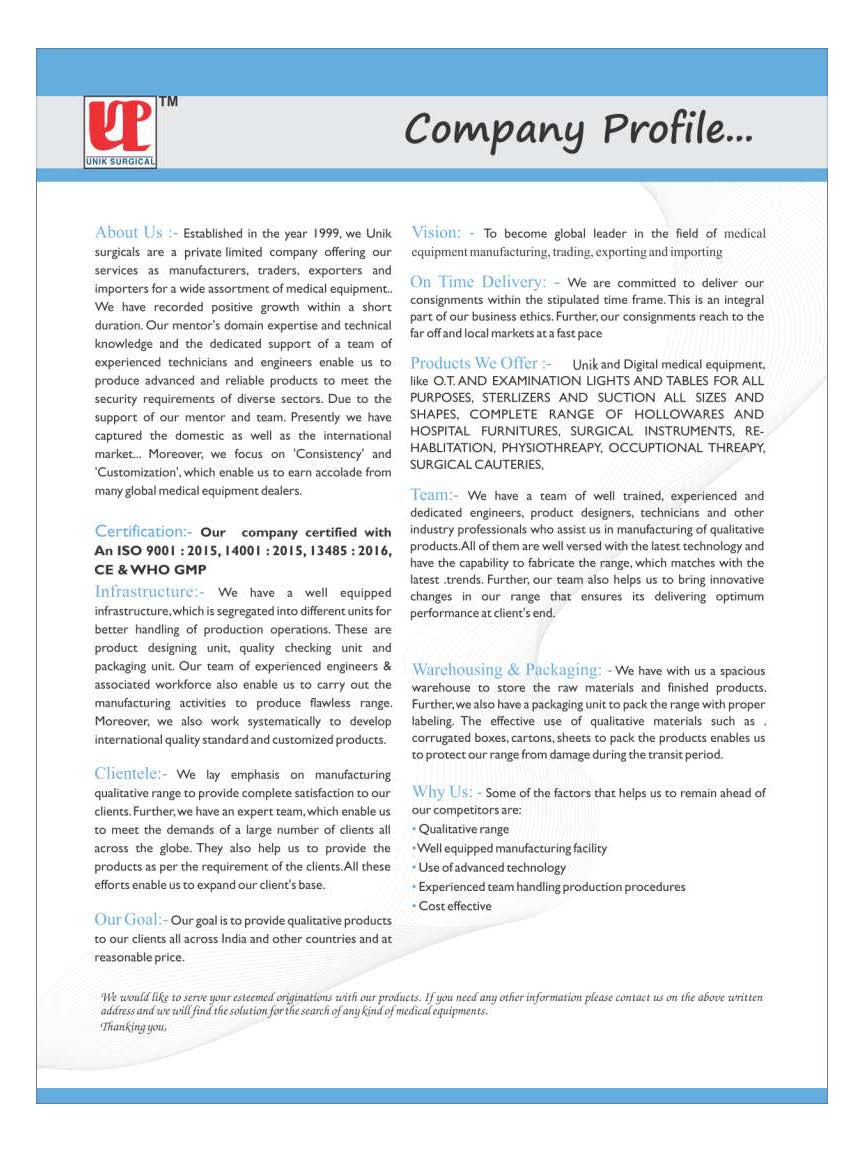 TM
UNIK SURGICAL
Company Profile...
About Us :- Established in the year 1999, we Unik
surgicals are a private limited company offering our
services as manufacturers, traders, exporters and
importers for a wide assortment of medical equipment..
We have recorded positive growth within a short
duration. Our mentor's domain expertise and technical
knowledge and the dedicated support of a team of
experienced technicians and engineers enable us to
produce advanced and reliable products to meet the
security requirements of diverse sectors. Due to the
support of our mentor and team. Presently we have
captured the domestic as well as the international
market... Moreover, we focus on 'Consistency' and
'Customization', which enable us to earn accolade from
many global medical equipment dealers.
Certification:- Our company certified with
An ISO 9001 : 2015, 14001 : 2015, 13485 : 2016,
CE & WHO GMP
Infrastructure:- We have a well equipped
infrastructure, which is segregated into different units for
better handling of production operations. These are
product designing unit, quality checking unit and
packaging unit. Our team of experienced engineers &
associated workforce also enable us to carry out the
manufacturing activities to produce flawless range.
Moreover, we also work systematically to develop
international quality standard and customized products.
Clientele:- We lay emphasis on manufacturing
qualitative range to provide complete satisfaction to our
clients. Further, we have an expert team, which enable us
to meet the demands of a large number of clients all
across the globe. They also help us to provide the
products as per the requirement of the clients. All these
efforts enable us to expand our client's base.
Our Goal:- Our goal is to provide qualitative products
to our clients all across India and other countries and at
reasonable price.
Vision: - To become global leader in the field of medical
equipment manufacturing, trading, exporting and importing
On Time Delivery: - We are committed to deliver our
consignments within the stipulated time frame. This is an integral
part of our business ethics. Further, our consignments reach to the
far off and local markets at a fast pace
Products We Offer :- Unik and Digital medical equipment,
like O.T. AND EXAMINATION LIGHTS AND TABLES FOR ALL
PURPOSES, STERLIZERS AND SUCTION ALL SIZES AND
SHAPES, COMPLETE RANGE OF HOLLOWARES AND
HOSPITAL FURNITURES, SURGICAL INSTRUMENTS, RE-
HABLITATION, PHYSIOTHREAPY, OCCUPTIONAL THREAPY,
SURGICAL CAUTERIES,
Team:- We have a team of well trained, experienced and
dedicated engineers, product designers, technicians and other
industry professionals who assist us in manufacturing of qualitative
products. All of them are well versed with the latest technology and
have the capability to fabricate the range, which matches with the
latest .trends. Further, our team also helps us to bring innovative
changes in our range that ensures its delivering optimum
performance at client's end.
Warehousing & Packaging: - We have with us a spacious
warehouse to store the raw materials and finished products.
Further, we also have a packaging unit to pack the range with proper
labeling. The effective use of qualitative materials such as .
corrugated boxes, cartons, sheets to pack the products enables us
to protect our range from damage during the transit period.
Why Us: - Some of the factors that helps us to remain ahead of
our competitors are:
• Qualitative range
• Well equipped manufacturing facility
• Use of advanced technology
• Experienced team handling production procedures
• Cost effective
We would like to serve your esteemed originations with our products. If you need any other information please contact us on the above written
address and we will find the solution for the search of any kind of medical equipments.
Thanking you,